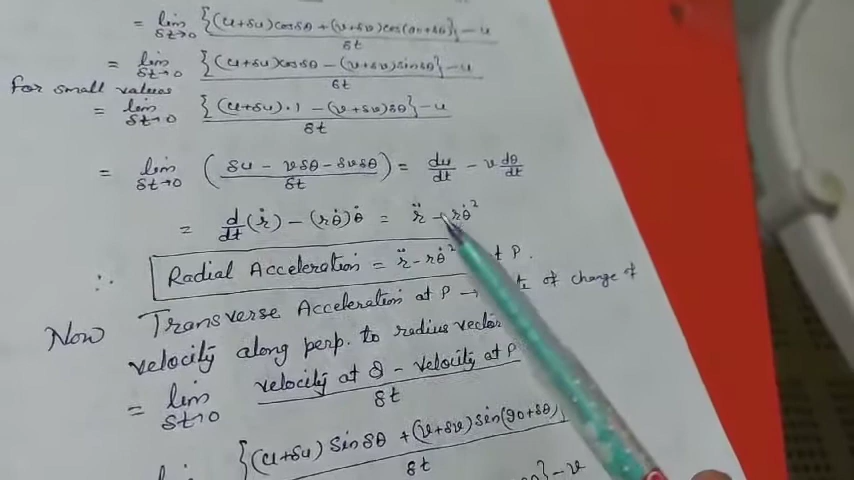 = lim δt→0 {(u+δu)cosδθ + (v+δv)cos(90+δθ)} - u / δt
= lim δt→0 {(u+δu)cosδθ - (v+δv)sinδθ} - u / δt
For small values
= lim δt→0 {(u+δu)·1 - (v+δv)δθ} - u / δt
= lim δt→0 (δu - vδθ - δvδθ / δt) = du/dt - v dθ/dt
= d/dt (ṙ) - (rθ̇)θ̇ = r̈ - rθ̇²
∴ Radial Acceleration = r̈ - rθ̇² at P.
Now Transverse Acceleration at P → of change of
velocity along perp. to radius vector
= lim δt→0 velocity at Q - velocity at P / δt
{(u+δu) sin δθ + (v+δv) sin(90+δθ)} / δt
} - v